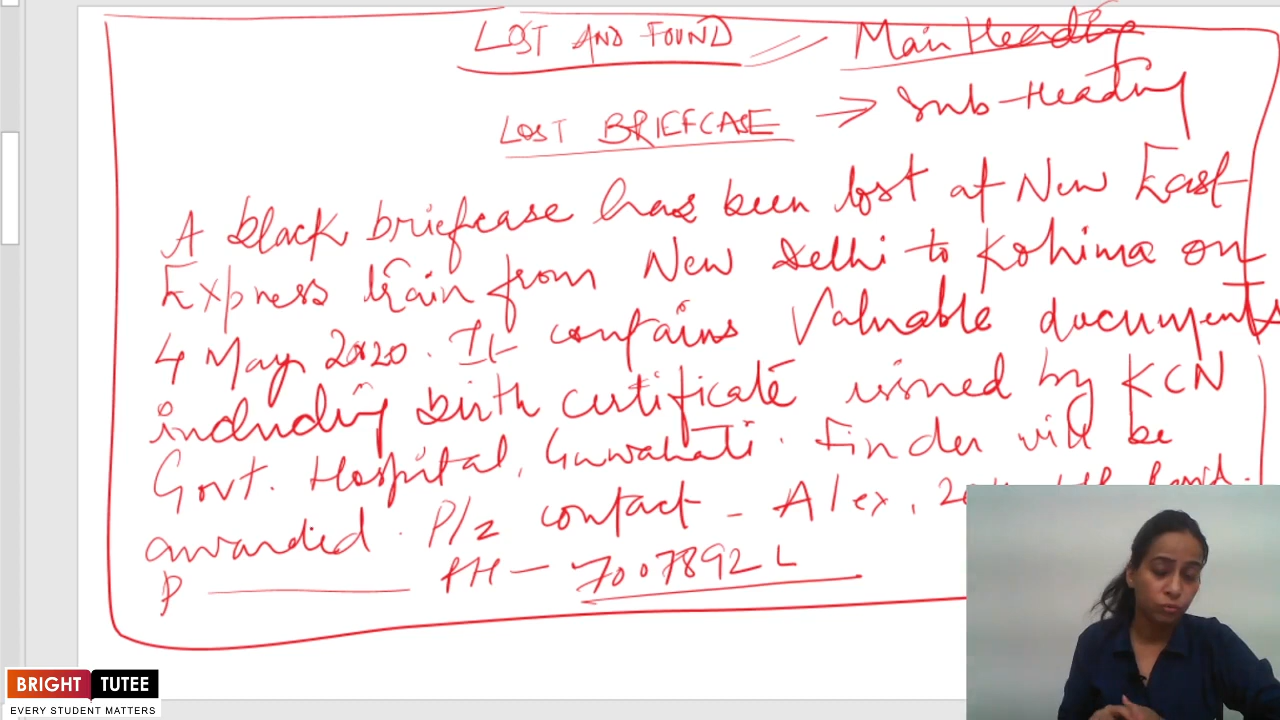 LOST AND FOUND Main Heading
LOST BRIEFCASE → Sub-Heading
A black briefcase has been lost at New East
Express train from New Delhi to Kohima on
4 May 2020. It contains Valuable documents
including birth certificate issued by KCN
Govt. Hospital, Guwahati. Finder will be
awarded. P/z contact - Alex,
P PH - 7007892
BRIGHT TUTEE
EVERY STUDENT MATTERS